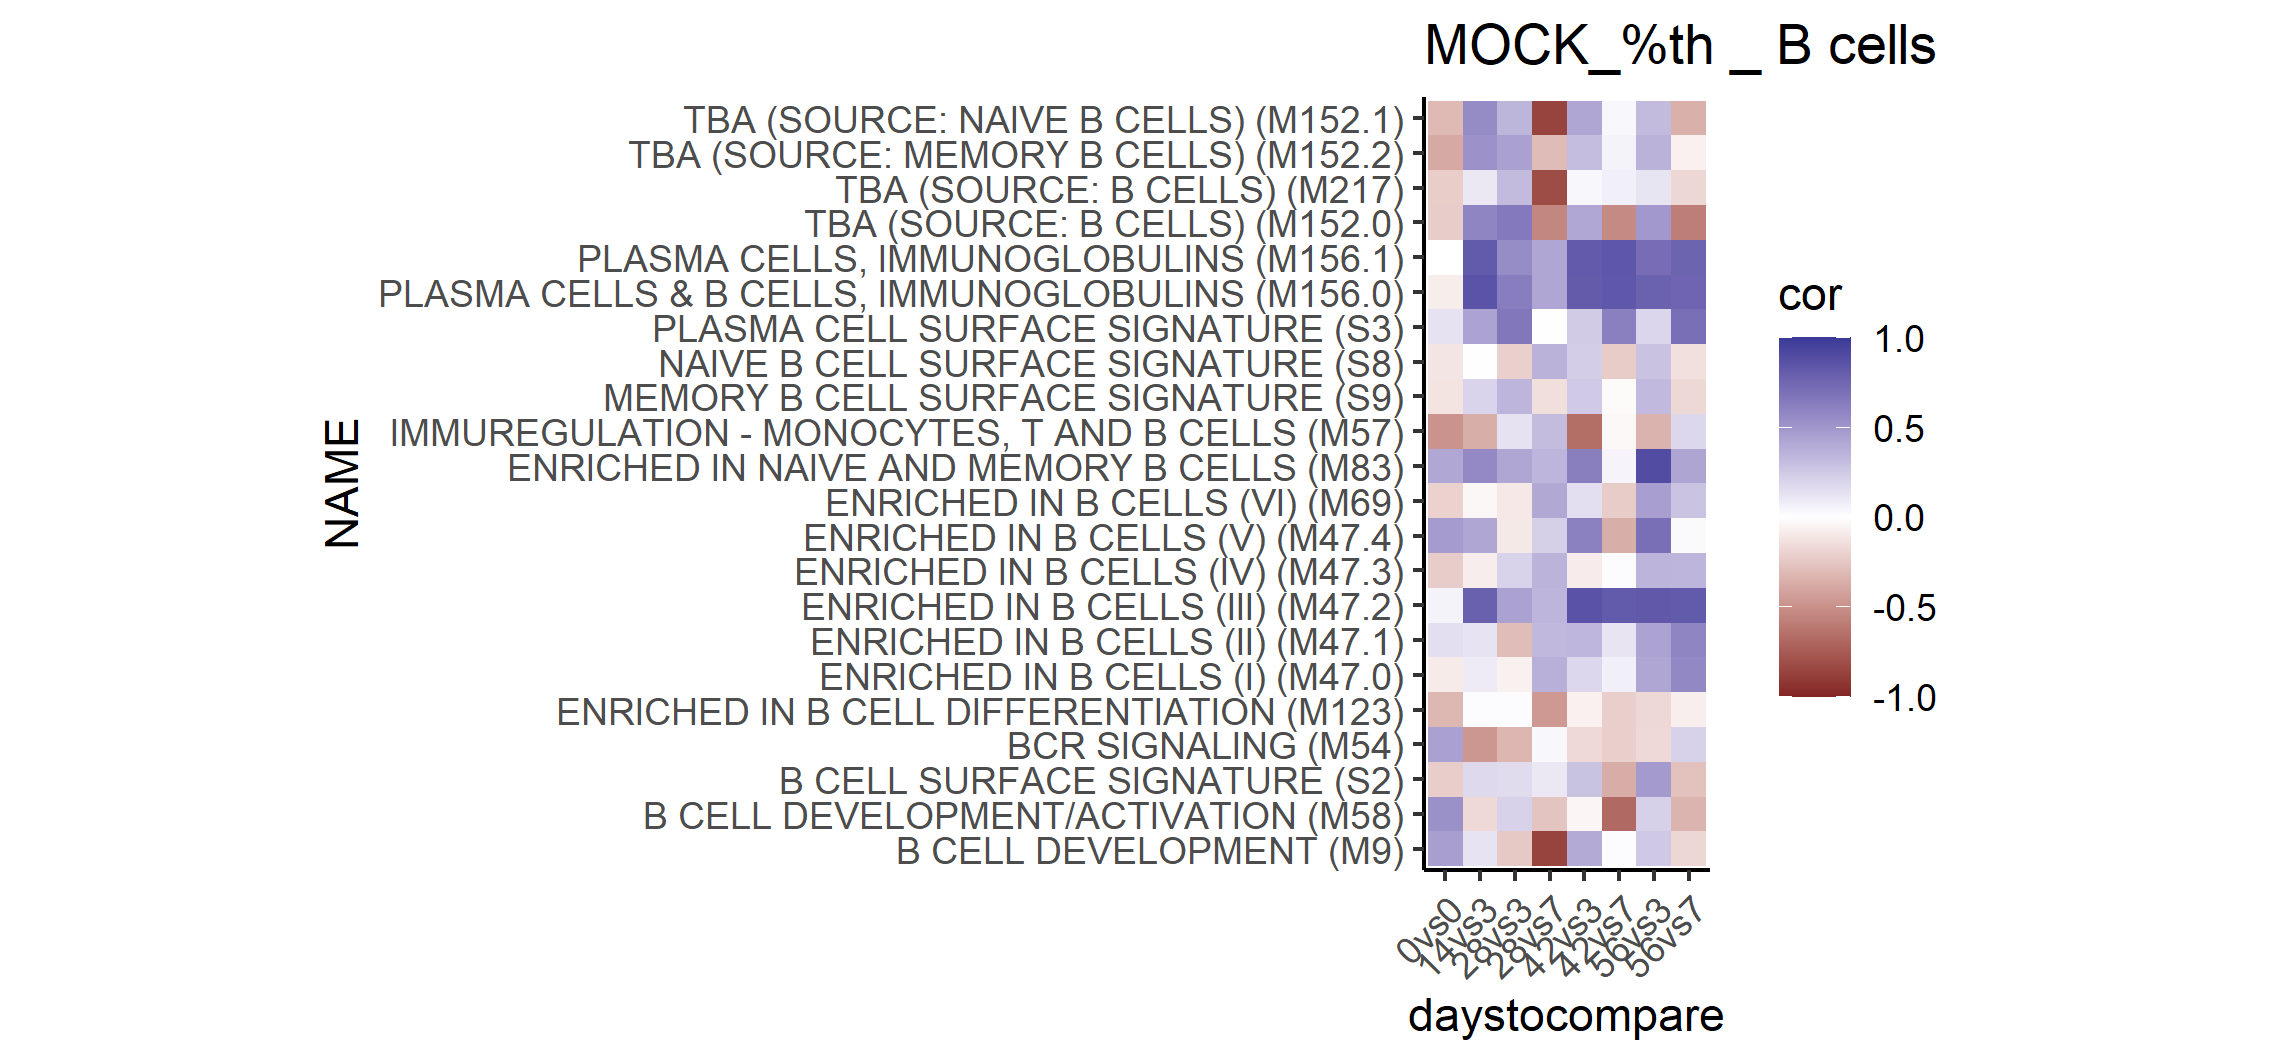 MOCK_%th _ B cells
TBA (SOURCE: NAIVE B CELLS) (M152.1)
TBA (SOURCE: MEMORY B CELLS) (M152.2)
TBA (SOURCE: B CELLS) (M217)
TBA (SOURCE: B CELLS) (M152.0)
PLASMA CELLS, IMMUNOGLOBULINS (M156.1)
PLASMA CELLS & B CELLS, IMMUNOGLOBULINS (M156.0)
PLASMA CELL SURFACE SIGNATURE (S3)
NAIVE B CELL SURFACE SIGNATURE (S8)
MEMORY B CELL SURFACE SIGNATURE (S9)
IMMUREGULATION - MONOCYTES, T AND B CELLS (M57)
ENRICHED IN NAIVE AND MEMORY B CELLS (M83)
ENRICHED IN B CELLS (VI) (M69)
ENRICHED IN B CELLS (V) (M47.4)
ENRICHED IN B CELLS (IV) (M47.3)
ENRICHED IN B CELLS (III) (M47.2)
ENRICHED IN B CELLS (II) (M47.1)
ENRICHED IN B CELLS (I) (M47.0)
ENRICHED IN B CELL DIFFERENTIATION (M123)
BCR SIGNALING (M54)
B CELL SURFACE SIGNATURE (S2)
B CELL DEVELOPMENT/ACTIVATION (M58)
B CELL DEVELOPMENT (M9)
NAME
0vs0
14vs3
28vs3
28vs7
42vs3
42vs7
56vs3
56vs7
daystocompare
cor
1.0
0.5
0.0
-0.5
-1.0